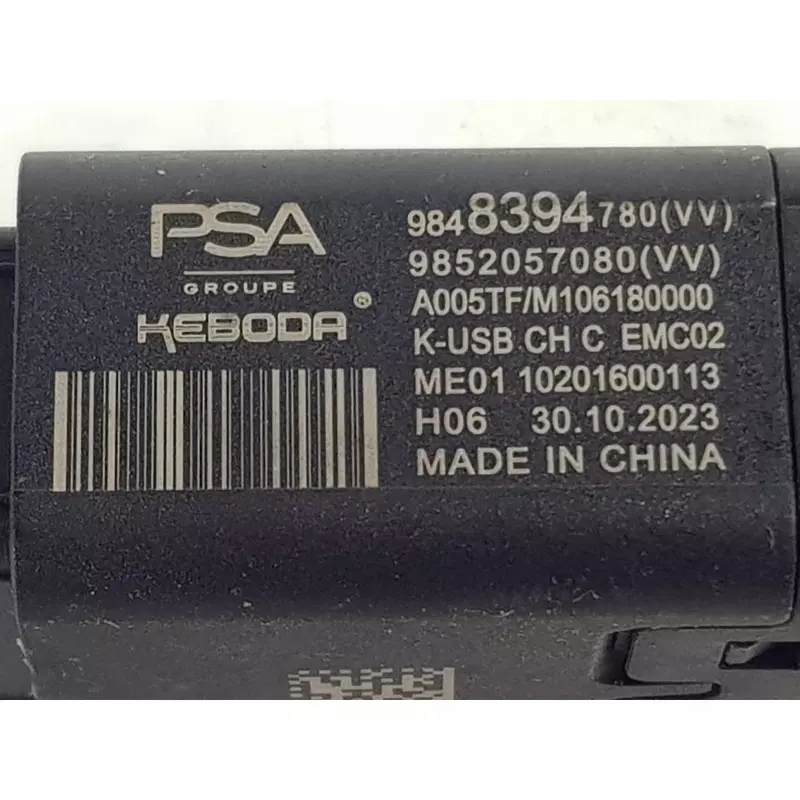 PSA
GROUPE
KEBODA®
9848394780(VV)
9852057080(VV)
A005TF/M106180000
K-USB CH C EMC02
ME01 10201600113
H06 30.10.2023
MADE IN CHINA